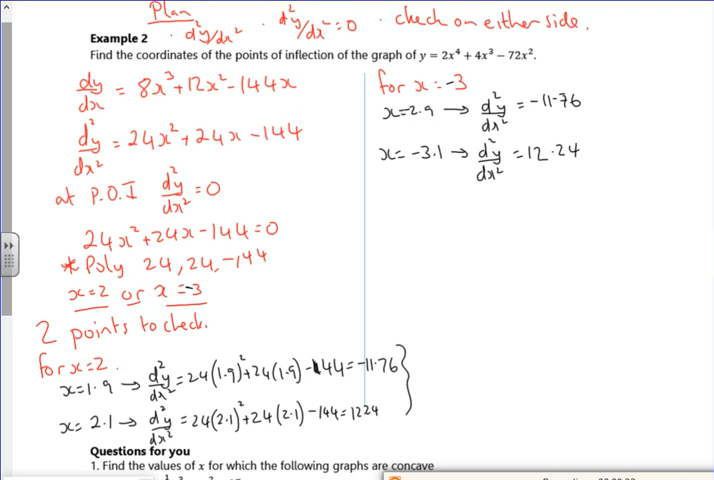 Plan
· d²y/dx² · d²y/dx² = 0 · check on either side.
Example 2
Find the coordinates of the points of inflection of the graph of y = 2x⁴ + 4x³ − 72x².
dy/dx = 8x³+12x²-144x
d²y/dx² = 24x²+24x-144
at P.O.I d²y/dx² = 0
24x²+24x-144=0
*Poly 24, 24, -144
x=2 or x=-3
2 points to check.
for x=2.
x=1.9 → d²y/dx² = 24(1.9)²+24(1.9)-144=-11.76
x=2.1 → d²y/dx² = 24(2.1)²+24(2.1)-144=1224
for x=-3
x=2.9 → d²y/dx² = -11.76
x=-3.1 → d²y/dx² = 12.24
Questions for you
1. Find the values of x for which the following graphs are concave